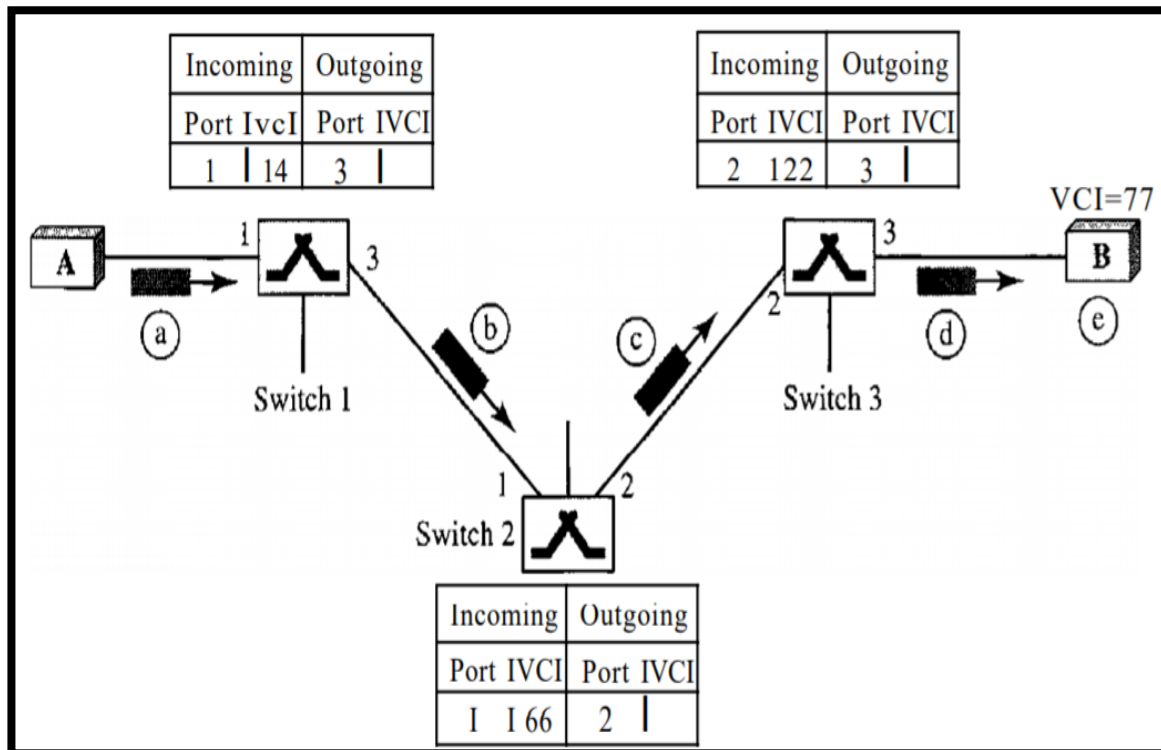 Incoming Outgoing
Port IvcI Port IVCI
1 | 14 3 |
Incoming Outgoing
Port IVCI Port IVCI
2 122 3 |
VCI=77
A
1
3
a
b
Switch 1
c
2
3
Switch 3
d
B
e
1
2
Switch 2
Incoming Outgoing
Port IVCI Port IVCI
I I 66 2 |